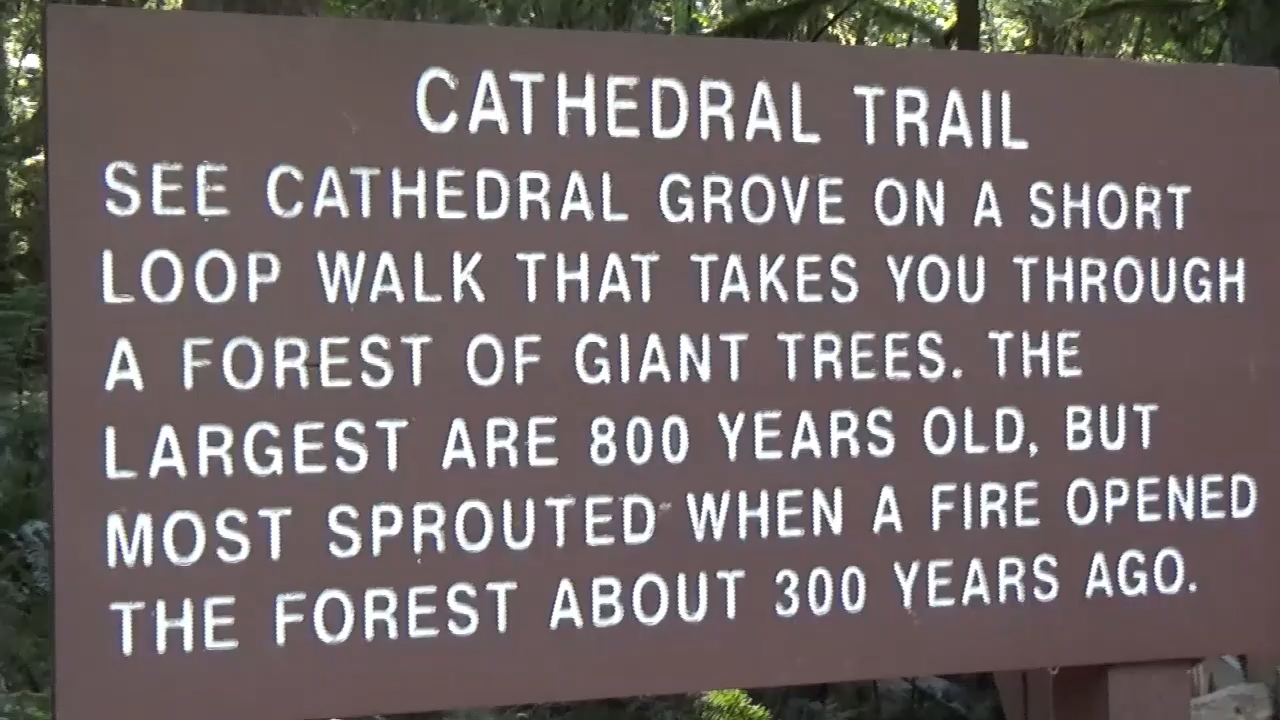 CATHEDRAL TRAIL
SEE CATHEDRAL GROVE ON A SHORT
LOOP WALK THAT TAKES YOU THROUGH
A FOREST OF GIANT TREES. THE
LARGEST ARE 800 YEARS OLD, BUT
MOST SPROUTED WHEN A FIRE OPENED
THE FOREST ABOUT 300 YEARS AGO.